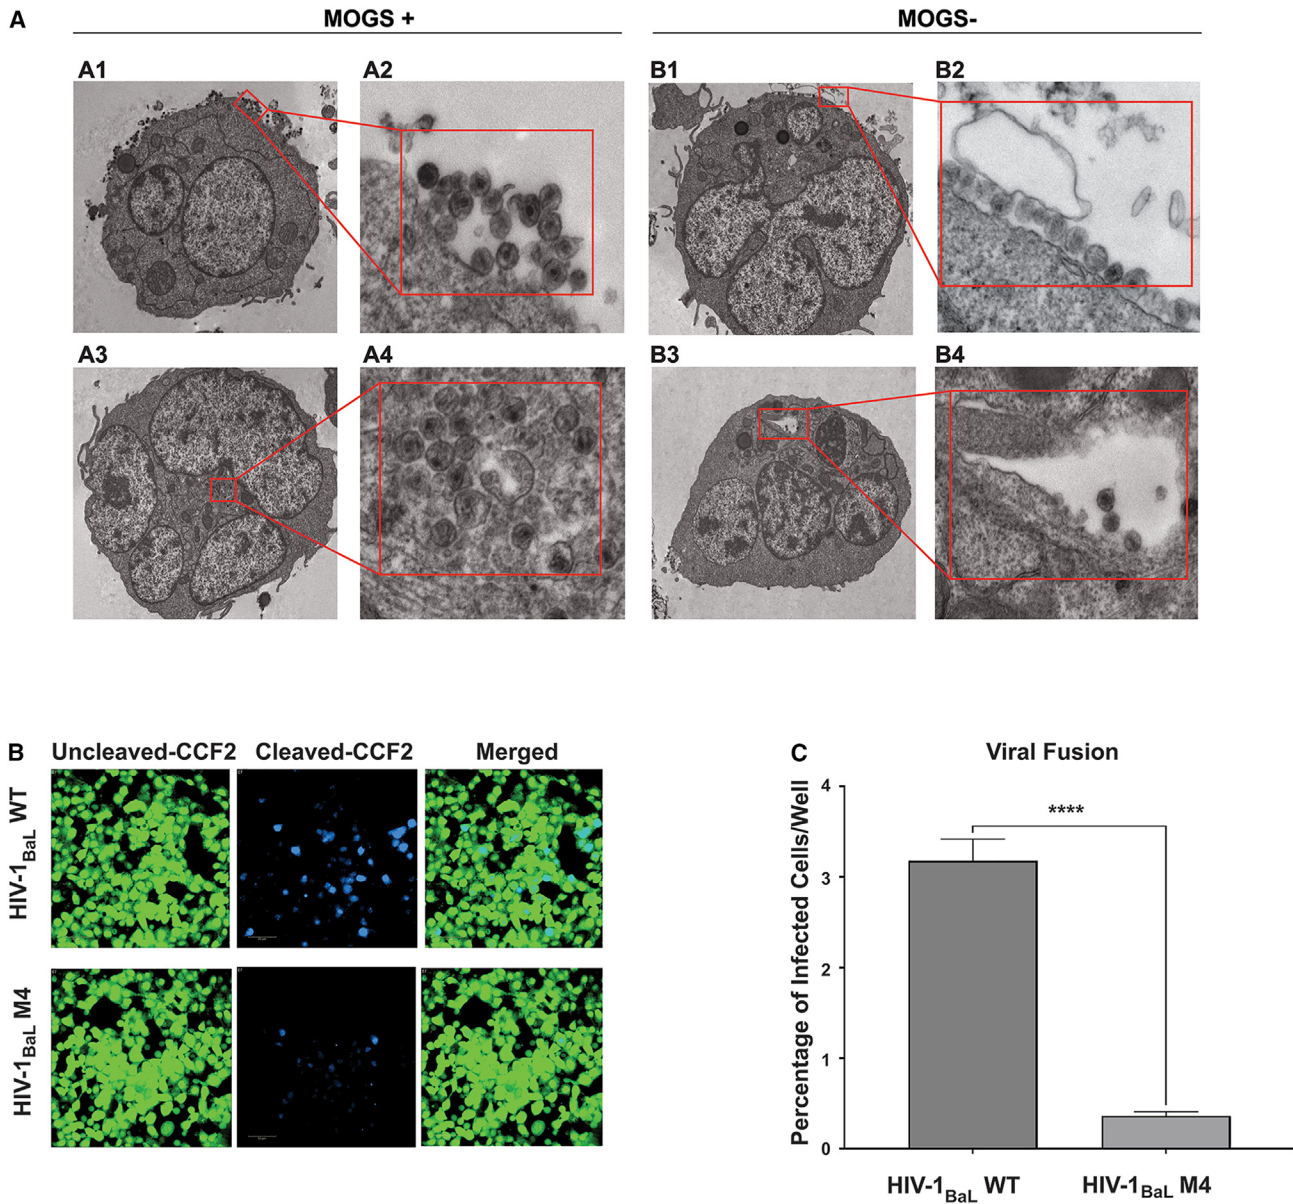 A
MOGS +
MOGS-
A1
A2
B1
B2
A3
A4
B3
B4
B
Uncleaved-CCF2
Cleaved-CCF2
Merged
HIV-1BaL WT
HIV-1BaL M4
C
Viral Fusion
Percentage of Infected Cells/Well
4
****
3
2
1
0
HIV-1BaL WT
HIV-1BaL M4